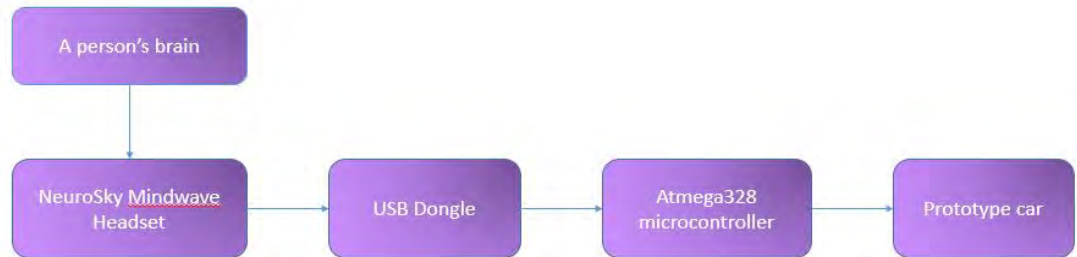 A person's brain
NeuroSky Mindwave
Headset
USB Dongle
Atmega328
microcontroller
Prototype car